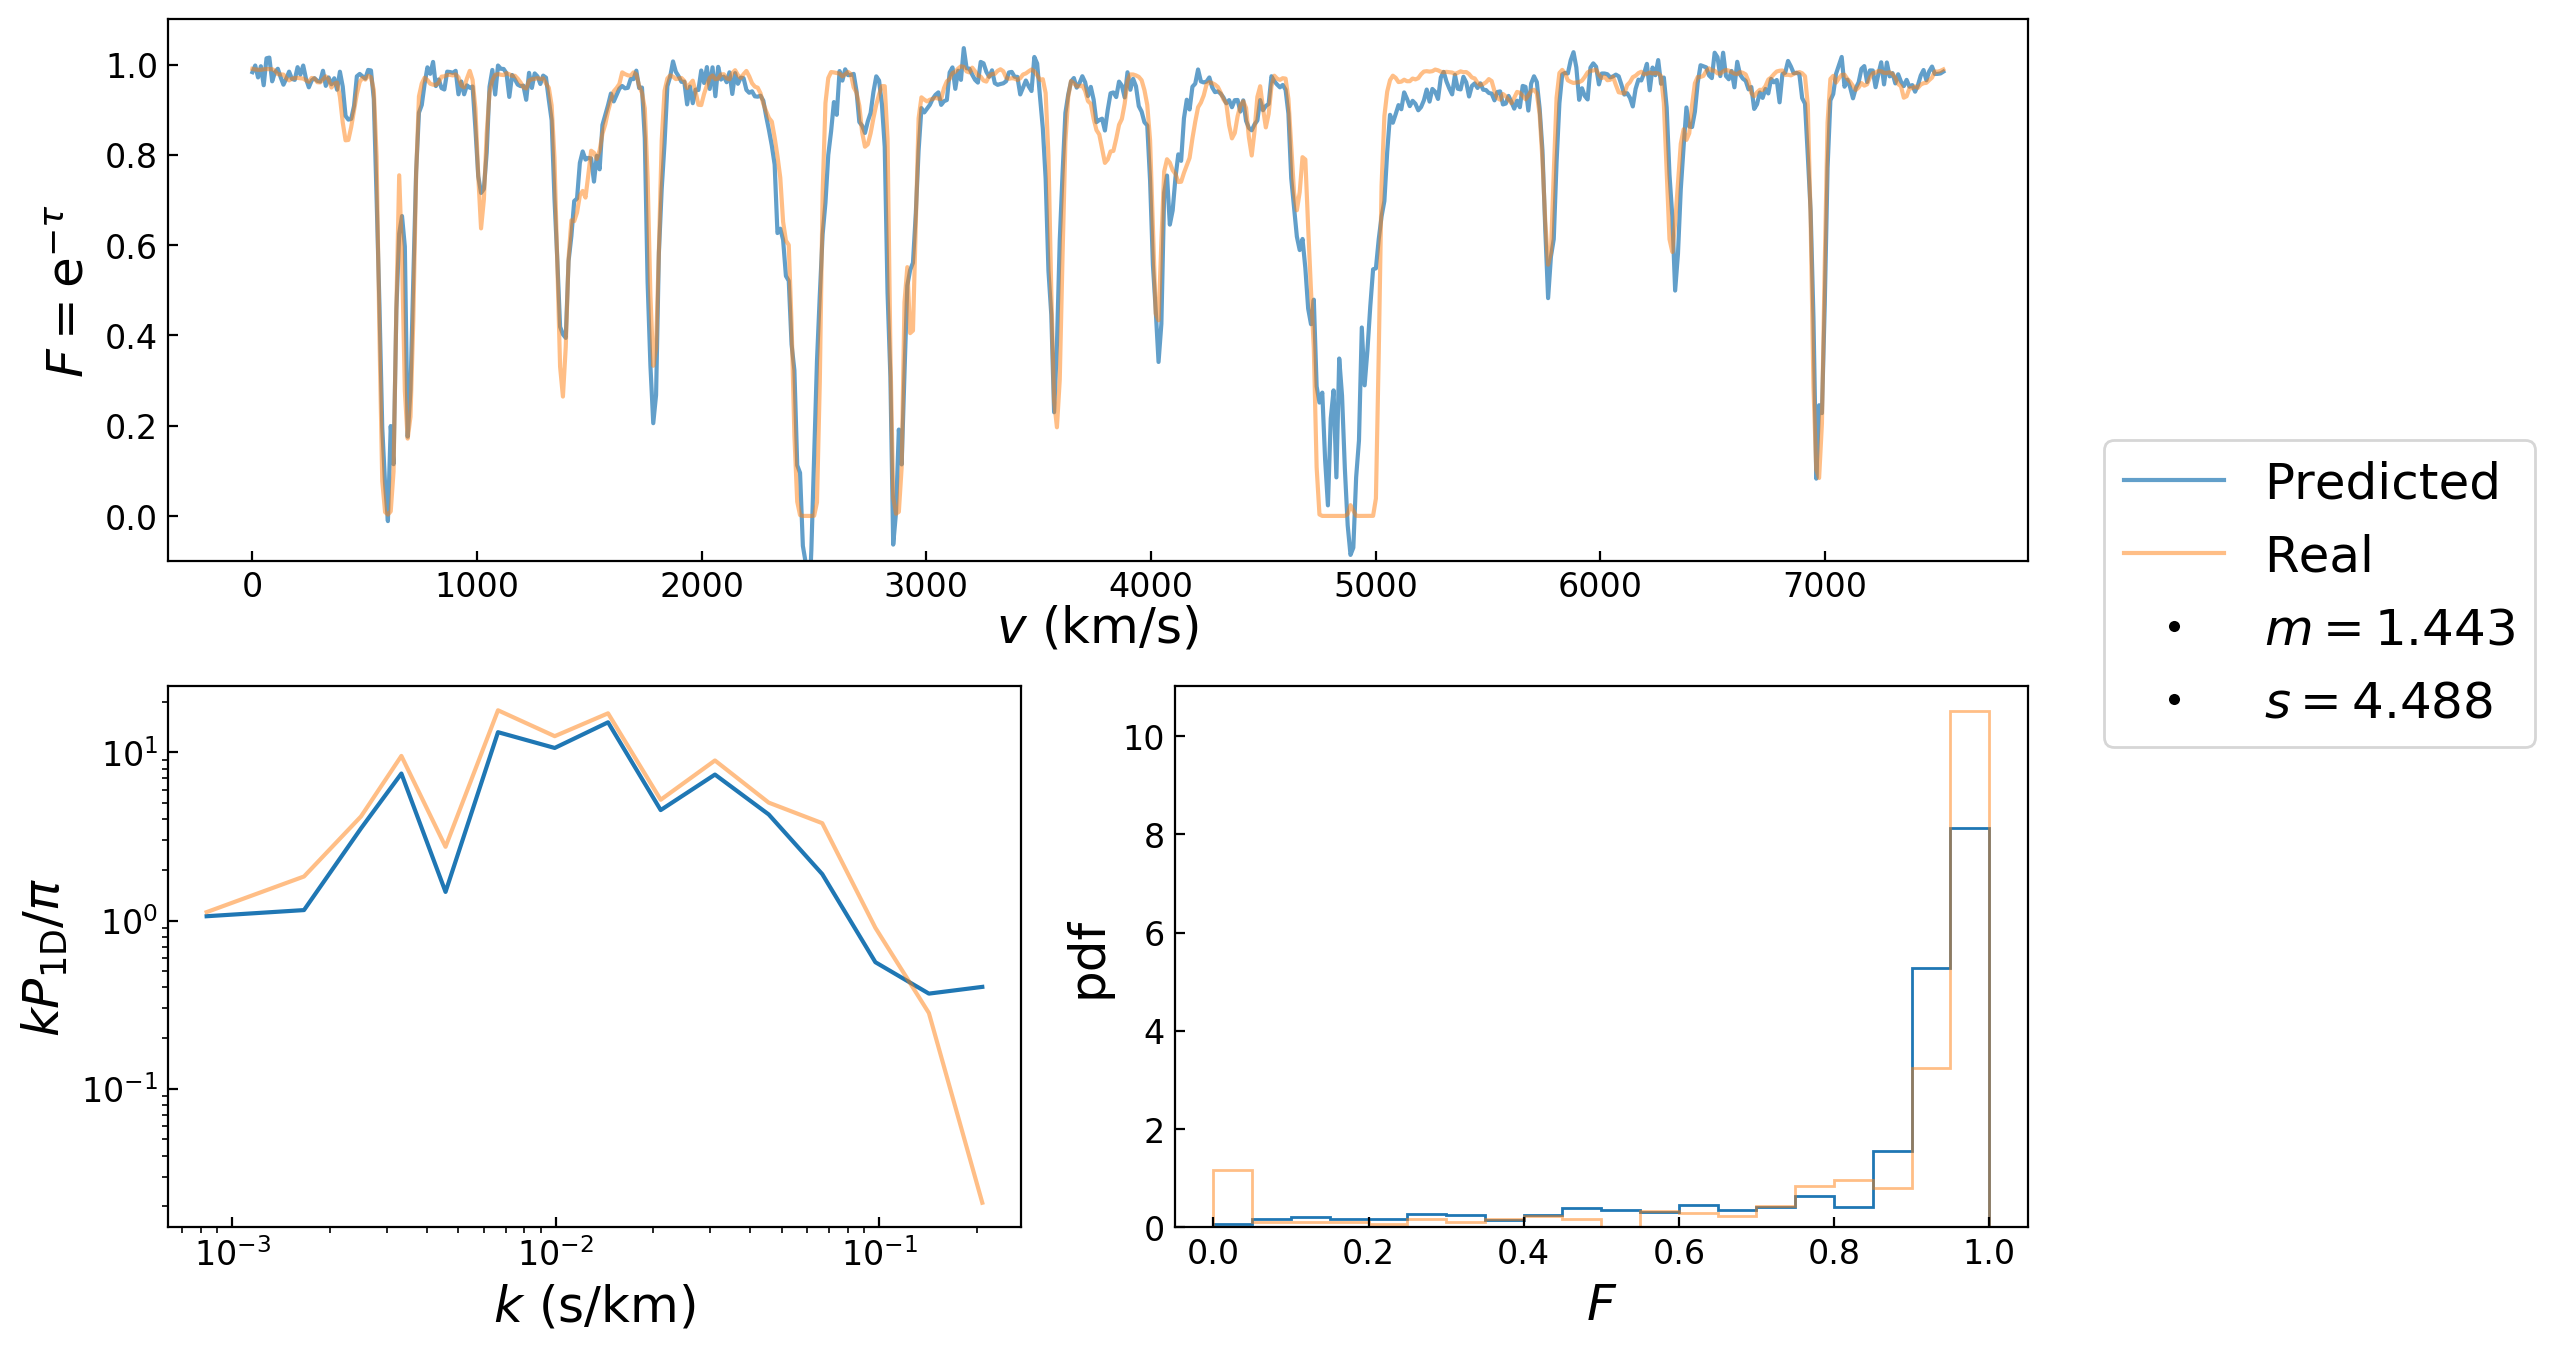 1.0
0.8
0.6
0.4
0.2
0.0
F = e^{−τ}
0 1000 2000 3000 4000 5000 6000 7000
v (km/s)
Predicted
Real
m = 1.443
s = 4.488
10^1
10^0
10^{−1}
kP_{1D}/π
10^{−3} 10^{−2} 10^{−1}
k (s/km)
10
8
6
4
2
0
pdf
0.0 0.2 0.4 0.6 0.8 1.0
F